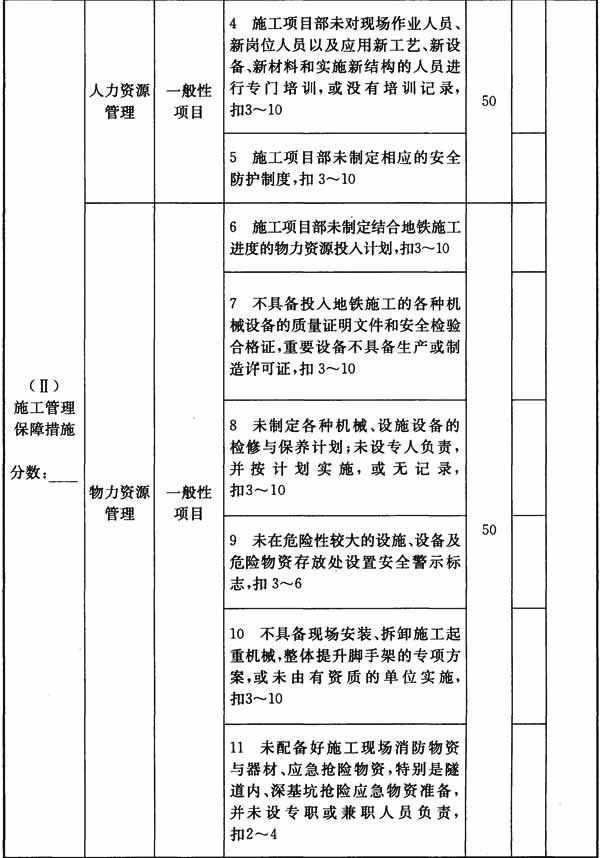 (Ⅱ)
施工管理
保障措施
分数:____
人力资源
管理
一般性
项目
4 施工项目部未对现场作业人员、
新岗位人员以及应用新工艺、新设
备、新材料和实施新结构的人员进
行专门培训,或没有培训记录,
扣3～10
5 施工项目部未制定相应的安全
防护制度,扣 3～10
50
物力资源
管理
一般性
项目
6 施工项目部未制定结合地铁施工
进度的物力资源投入计划,扣3～10
7 不具备投入地铁施工的各种机
械设备的质量证明文件和安全检验
合格证,重要设备不具备生产或制
造许可证,扣 3～10
8 未制定各种机械、设施设备的
检修与保养计划;未设专人负责,
并按计划实施,或无记录,
扣3～10
9 未在危险性较大的设施、设备及
危险物资存放处设置安全警示标
志,扣 3～6
10 不具备现场安装、拆卸施工起
重机械,整体提升脚手架的专项方
案,或未由有资质的单位实施,
扣3～10
11 未配备好施工现场消防物资
与器材、应急抢险物资,特别是隧
道内、深基坑抢险应急物资准备,
并未设专职或兼职人员负责,
扣2～4
50